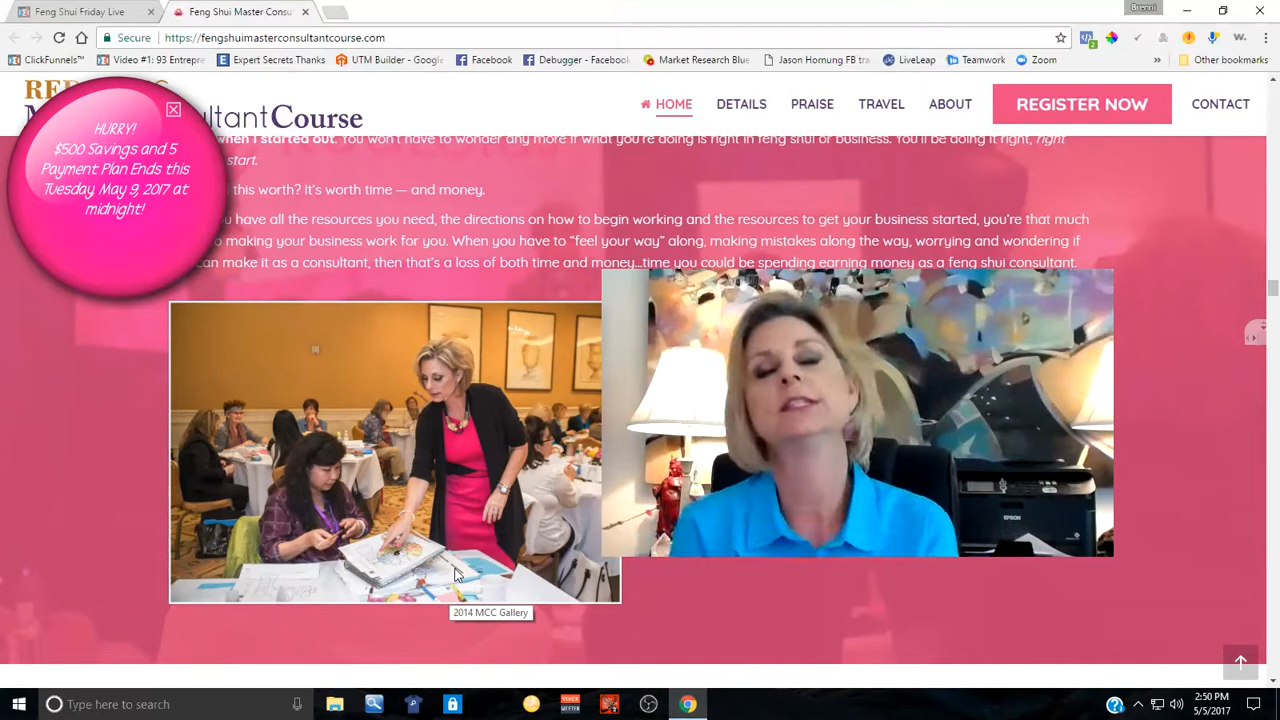 Feng Shui Friday Live
Feng Shui Master Consul
Brenni
Secure
https://fengshuimasterconsultantcourse.com
ClickFunnels™
Video #1: 93 Entrepre
Expert Secrets Thanks
UTM Builder - Google
Facebook
Debugger - Facebook
Market Research Blue
Jason Hornung FB tra
LiveLeap
Teamwork
Zoom
Other bookmarks
ultant Course
HOME
DETAILS
PRAISE
TRAVEL
ABOUT
REGISTER NOW
CONTACT
HURRY!
$500 Savings and 5
Payment Plan Ends this
Tuesday, May 9, 2017 at
midnight!
when I started out. You won't have to wonder any more if what you're doing is right in feng shui or business. You'll be doing it right, right
start.
this worth? It's worth time — and money.
have all the resources you need, the directions on how to begin working and the resources to get your business started, you're that much
to making your business work for you. When you have to “feel your way” along, making mistakes along the way, worrying and wondering if
can make it as a consultant, then that's a loss of both time and money...time you could be spending earning money as a feng shui consultant.
EPSON
2014 MCC Gallery
Type here to search
VOICE
MEETER
2:50 PM
5/5/2017